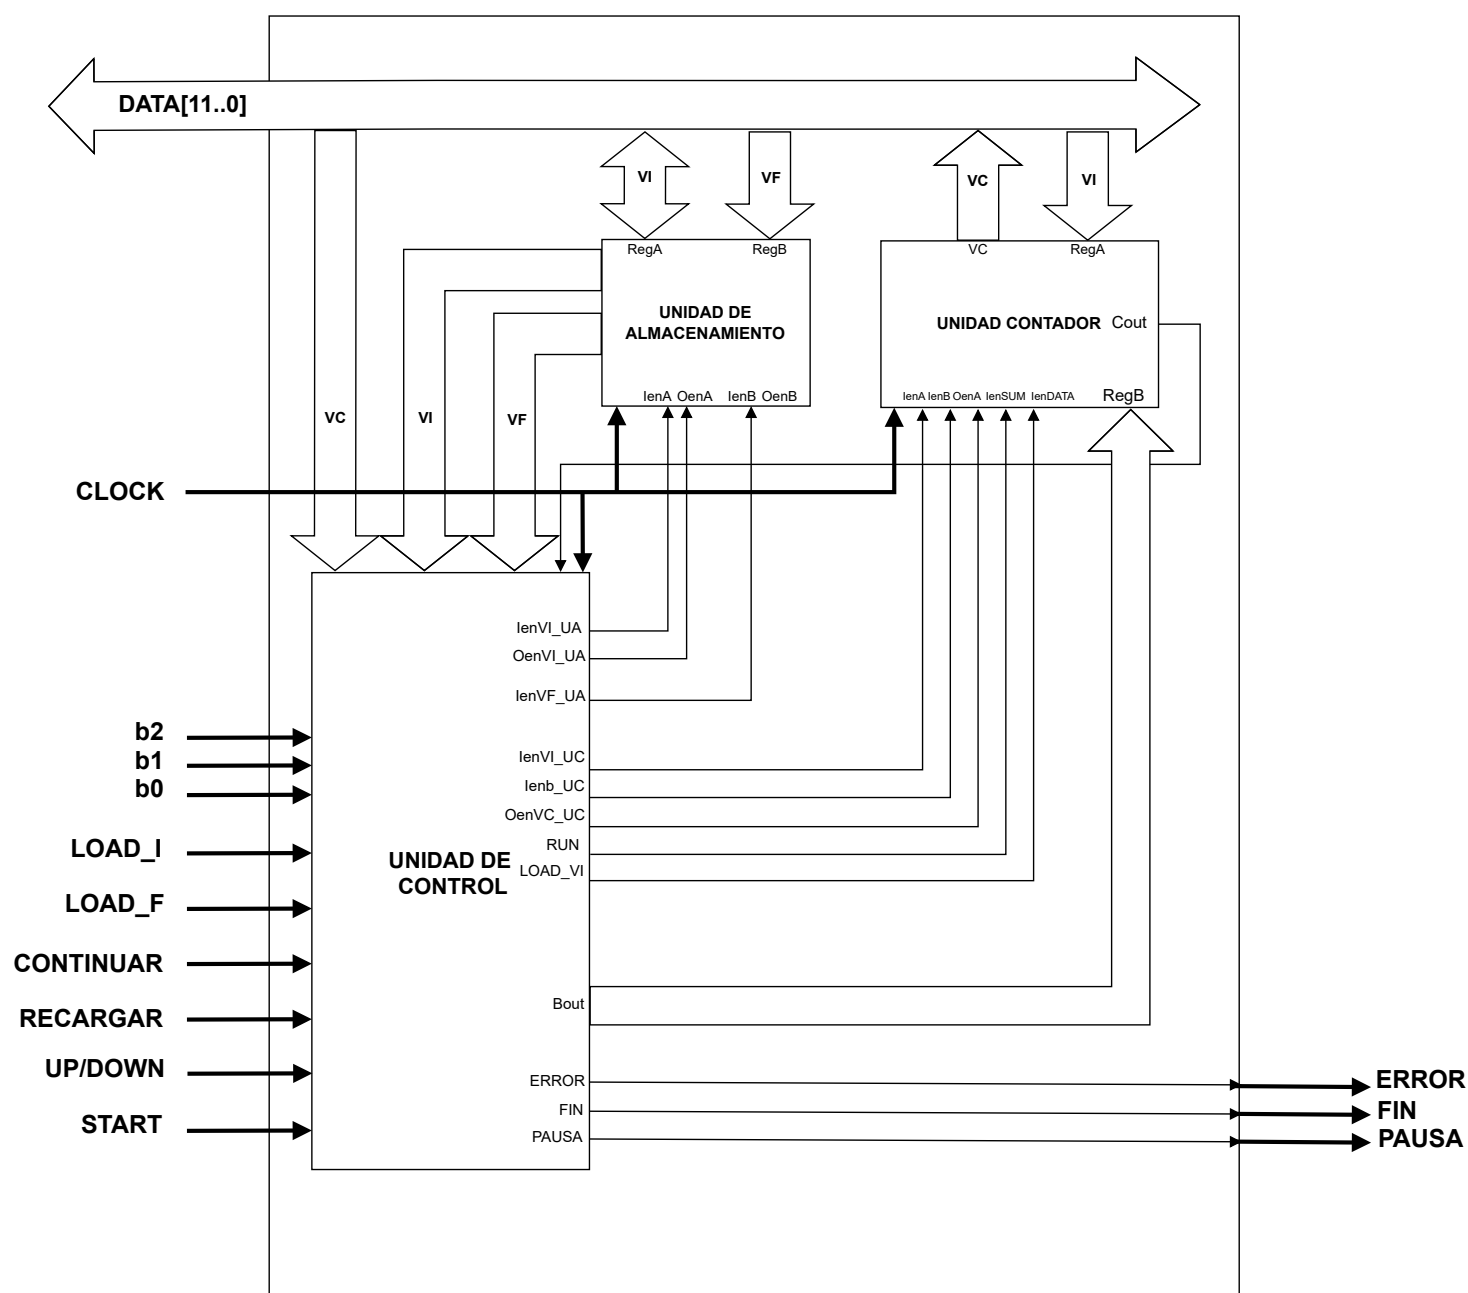 DATA[11..0]
VI
VF
VC
VI
RegA
RegB
VC
RegA
UNIDAD DE
ALMACENAMIENTO
UNIDAD CONTADOR
Cout
IenA OenA IenB OenB
IenA IenB OenA IenSUM IenDATA
RegB
VC
VI
VF
CLOCK
IenVI_UA
OenVI_UA
IenVF_UA
b2
b1
b0
IenVI_UC
Ienb_UC
OenVC_UC
RUN
LOAD_VI
LOAD_I
UNIDAD DE
CONTROL
LOAD_F
CONTINUAR
RECARGAR
UP/DOWN
START
Bout
ERROR
FIN
PAUSA
ERROR
FIN
PAUSA